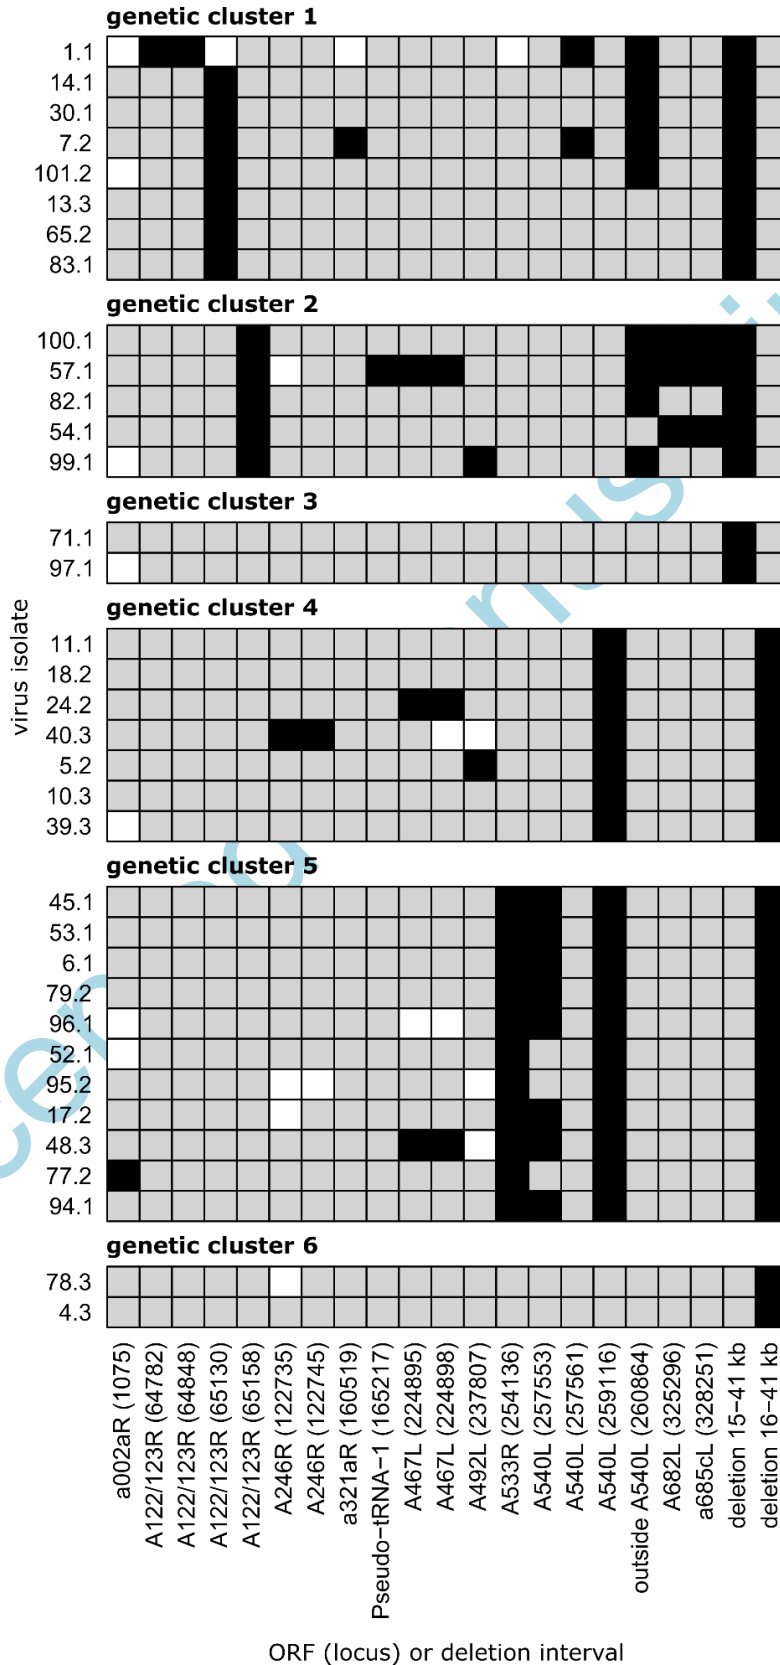 genetic cluster 1
1.1
14.1
30.1
7.2
101.2
13.3
65.2
83.1
genetic cluster 2
100.1
57.1
82.1
54.1
99.1
genetic cluster 3
71.1
97.1
genetic cluster 4
11.1
18.2
24.2
40.3
5.2
10.3
39.3
genetic cluster 5
45.1
53.1
6.1
79.2
96.1
52.1
95.2
17.2
48.3
77.2
94.1
genetic cluster 6
78.3
4.3
virus isolate
a002aR (1075)
A122/123R (64782)
A122/123R (64848)
A122/123R (65130)
A122/123R (65158)
A246R (122735)
A246R (122745)
a321aR (160519)
Pseudo−tRNA−1 (165217)
A467L (224895)
A467L (224898)
A492L (237807)
A533R (254136)
A540L (257553)
A540L (257561)
A540L (259116)
outside A540L (260864)
A682L (325296)
a685cL (328251)
deletion 15−41 kb
deletion 16−41 kb
ORF (locus) or deletion interval